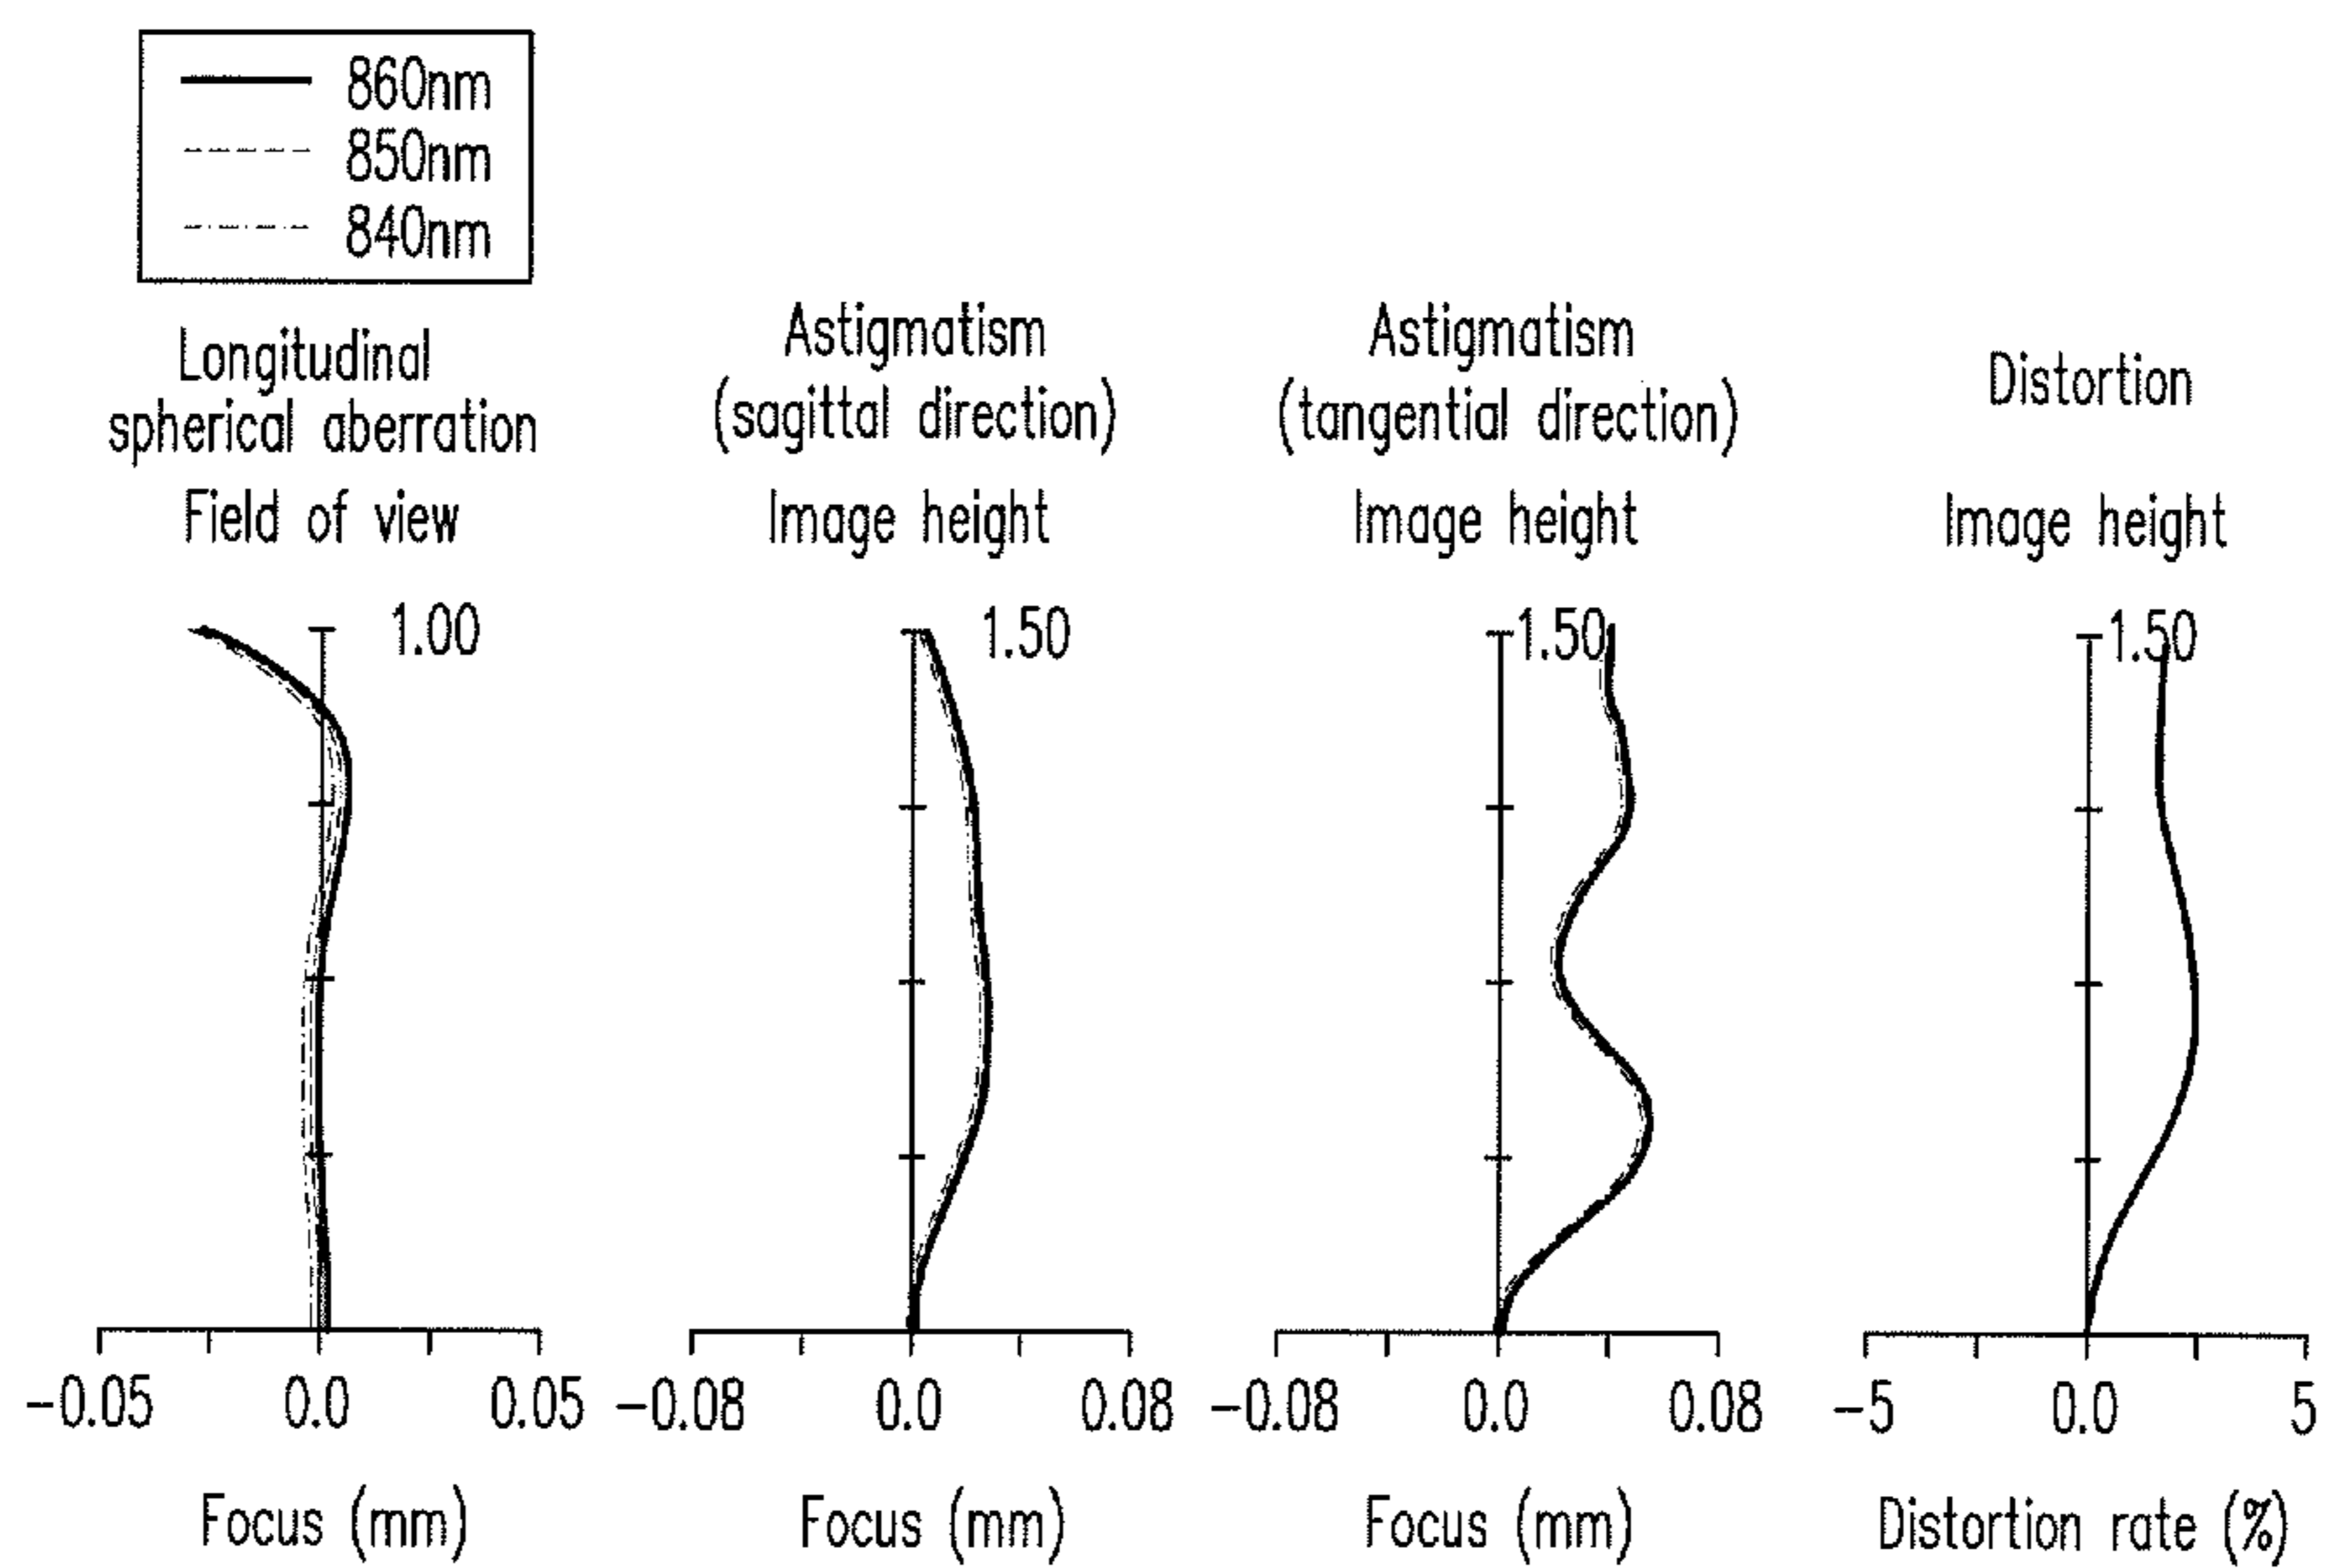 860nm
850nm
840nm
Longitudinal
spherical aberration
Field of view
1.00
-0.05 0.0 0.05
Focus (mm)
Astigmatism
(sagittal direction)
Image height
1.50
-0.08 0.0 0.08
Focus (mm)
Astigmatism
(tangential direction)
Image height
1.50
-0.08 0.0 0.08
Focus (mm)
Distortion
Image height
1.50
-5 0.0 5
Distortion rate (%)